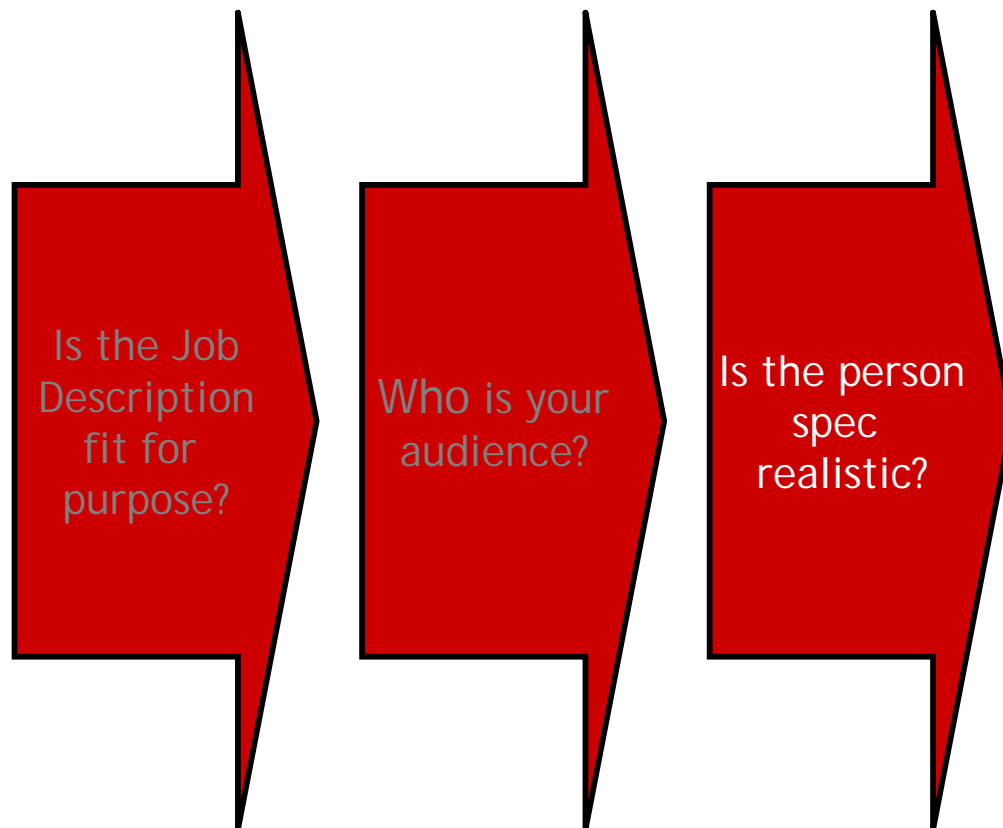 Is the Job
Description
fit for
purpose?
Who is your
audience?
Is the person
spec
realistic?